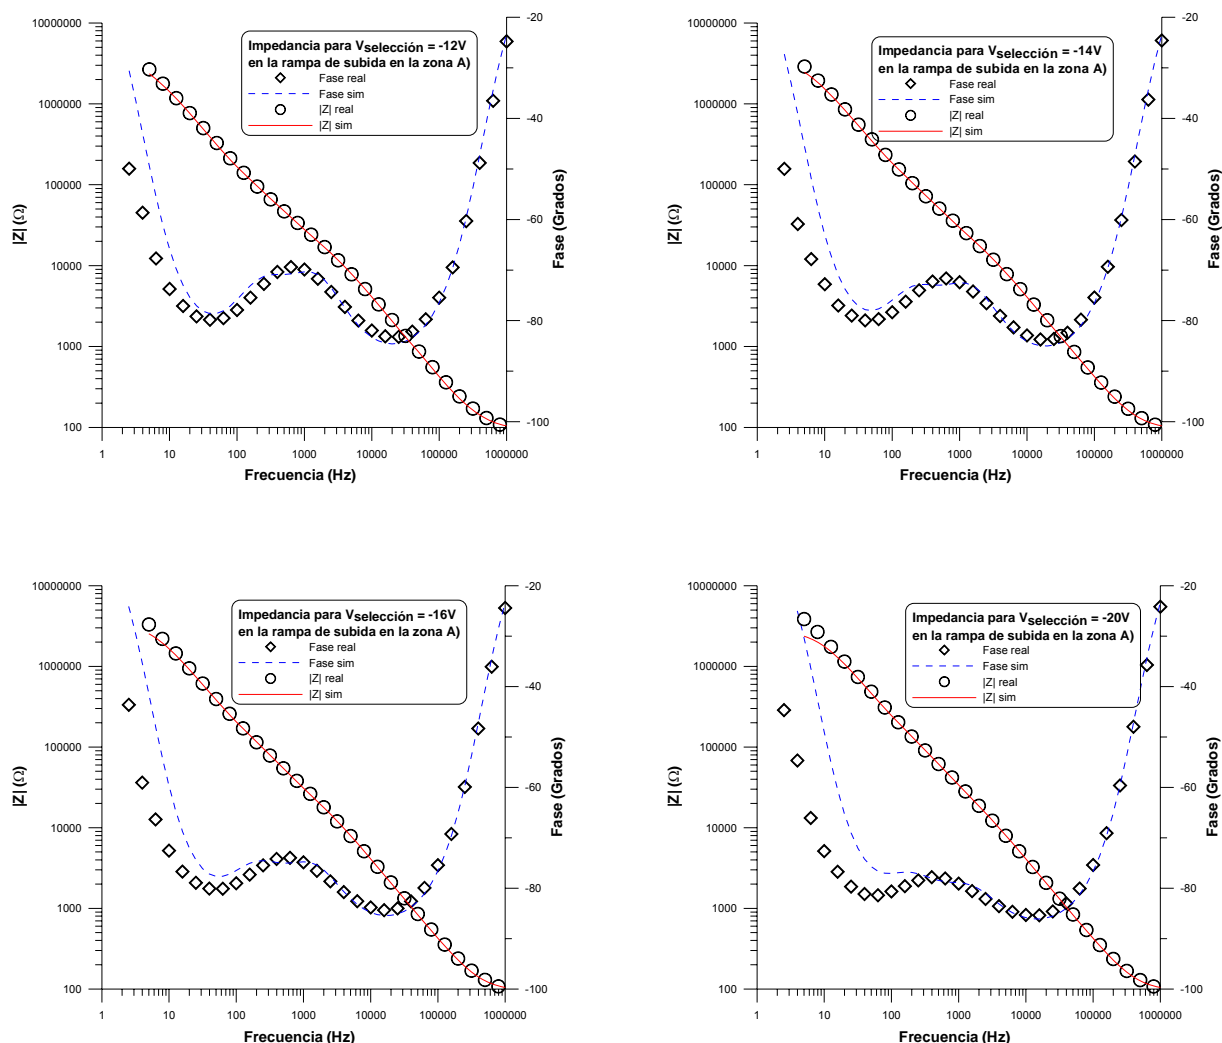 Impedancia para Vselección = -12V
en la rampa de subida en la zona A)
Fase real
Fase sim
|Z| real
|Z| sim
10000000
1000000
100000
10000
1000
100
|Z| (Ω)
-20
-40
-60
-80
-100
Fase (Grados)
1 10 100 1000 10000 100000 1000000
Frecuencia (Hz)
Impedancia para Vselección = -14V
en la rampa de subida en la zona A)
Fase real
Fase sim
|Z| real
|Z| sim
10000000
1000000
100000
10000
1000
100
|Z| (Ω)
-20
-40
-60
-80
-100
Fase (Grados)
1 10 100 1000 10000 100000 1000000
Frecuencia (Hz)
Impedancia para Vselección = -16V
en la rampa de subida en la zona A)
Fase real
Fase sim
|Z| real
|Z| sim
10000000
1000000
100000
10000
1000
100
|Z| (Ω)
-20
-40
-60
-80
-100
Fase (Grados)
1 10 100 1000 10000 100000 1000000
Frecuencia (Hz)
Impedancia para Vselección = -20V
en la rampa de subida en la zona A)
Fase real
Fase sim
|Z| real
|Z| sim
10000000
1000000
100000
10000
1000
100
|Z| (Ω)
-20
-40
-60
-80
-100
Fase (Grados)
1 10 100 1000 10000 100000 1000000
Frecuencia (Hz)